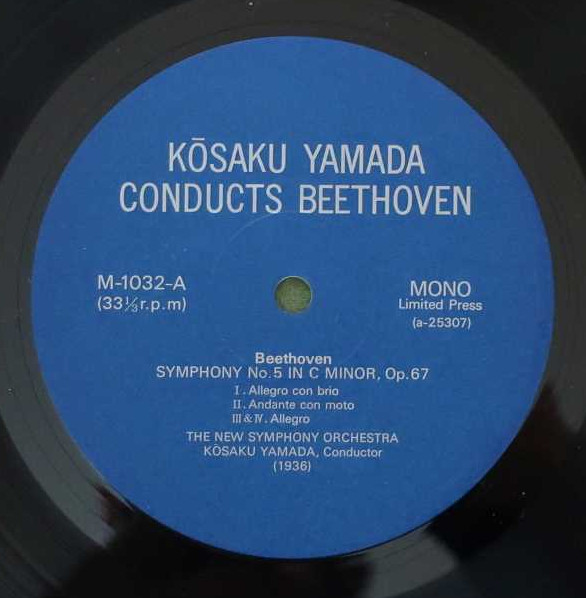 KŌSAKU YAMADA
CONDUCTS BEETHOVEN
M-1032-A
(33⅓r.p.m)
MONO
Limited Press
(a-25307)
Beethoven
SYMPHONY No.5 IN C MINOR, Op.67
Ⅰ.Allegro con brio
Ⅱ.Andante con moto
Ⅲ&Ⅳ.Allegro
THE NEW SYMPHONY ORCHESTRA
KŌSAKU YAMADA, Conductor
(1936)